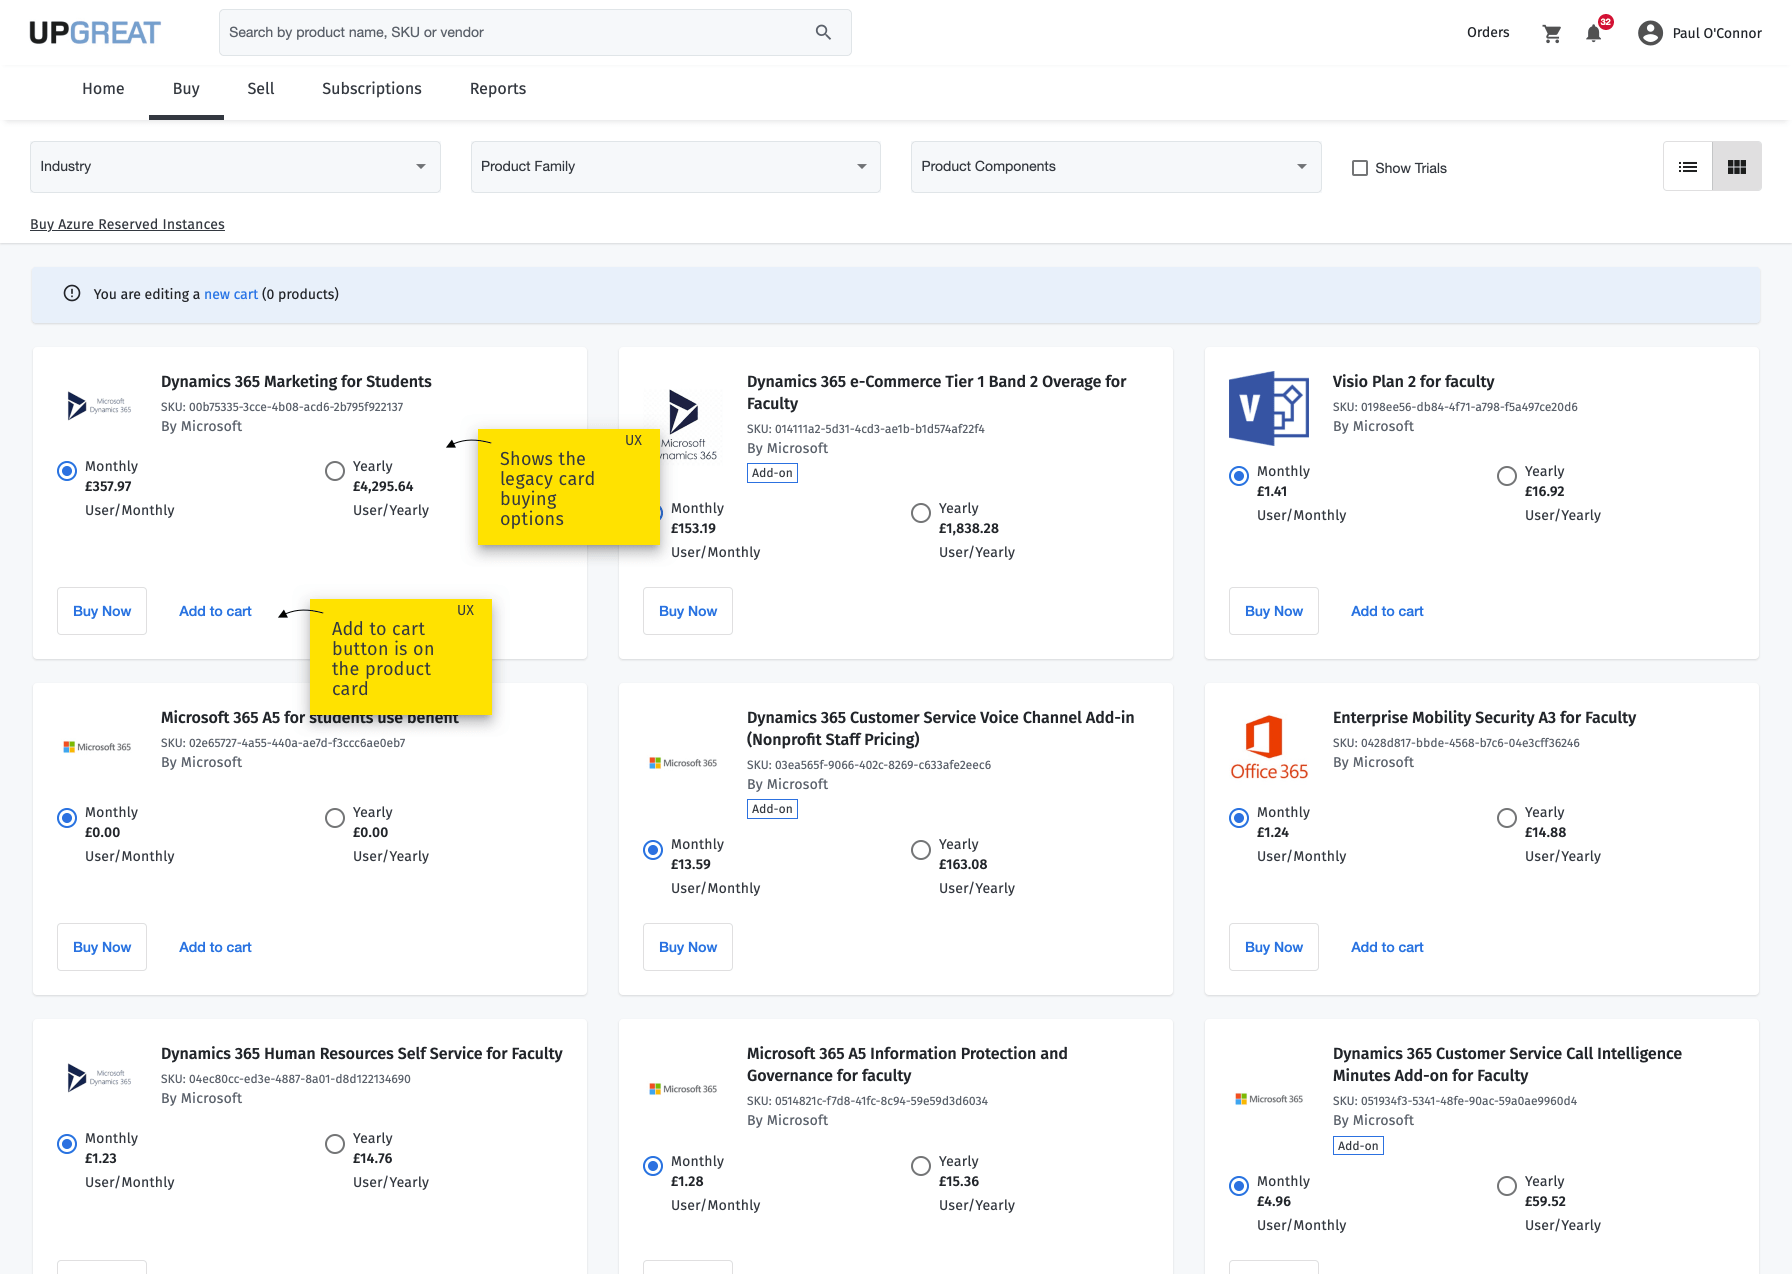 UPGREAT
Search by product name, SKU or vendor
Orders
32
Paul O'Connor
Home
Buy
Sell
Subscriptions
Reports
Industry
Product Family
Product Components
Show Trials
Buy Azure Reserved Instances
You are editing a new cart (0 products)
Microsoft
Dynamics 365
Dynamics 365 Marketing for Students
SKU: 00b75335-3cce-4b08-acd6-2b795f922137
By Microsoft
Monthly
£357.97
User/Monthly
Yearly
£4,295.64
User/Yearly
Buy Now
Add to cart
UX
Shows the
legacy card
buying
options
UX
Add to cart
button is on
the product
card
Microsoft
Dynamics 365 e-Commerce Tier 1 Band 2 Overage for
Faculty
SKU: 014111a2-5d31-4cd3-ae1b-b1d574af22f4
By Microsoft
Add-on
Monthly
£153.19
User/Monthly
Yearly
£1,838.28
User/Yearly
Buy Now
V
Visio Plan 2 for faculty
SKU: 0198ee56-db84-4f71-a798-f5a497ce20d6
By Microsoft
Monthly
£1.41
User/Monthly
Yearly
£16.92
User/Yearly
Buy Now
Add to cart
Microsoft 365
Microsoft 365 A5 for students use benefit
SKU: 02e65727-4a55-440a-ae7d-f3ccc6ae0eb7
By Microsoft
Monthly
£0.00
User/Monthly
Yearly
£0.00
User/Yearly
Buy Now
Add to cart
Microsoft 365
Dynamics 365 Customer Service Voice Channel Add-in
(Nonprofit Staff Pricing)
SKU: 03ea565f-9066-402c-8269-c633afe2eec6
By Microsoft
Add-on
Monthly
£13.59
User/Monthly
Yearly
£163.08
User/Yearly
Buy Now
Office 365
Enterprise Mobility Security A3 for Faculty
SKU: 0428d817-bbde-4568-b7c6-04e3cff36246
By Microsoft
Monthly
£1.24
User/Monthly
Yearly
£14.88
User/Yearly
Buy Now
Add to cart
Microsoft
Dynamics 365
Dynamics 365 Human Resources Self Service for Faculty
SKU: 04ec80cc-ed3e-4887-8a01-d8d122134690
By Microsoft
Monthly
£1.23
User/Monthly
Yearly
£14.76
User/Yearly
Microsoft 365
Microsoft 365 A5 Information Protection and
Governance for faculty
SKU: 0514821c-f7d8-41fc-8c94-59e59d3d6034
By Microsoft
Monthly
£1.28
User/Monthly
Yearly
£15.36
User/Yearly
Microsoft 365
Dynamics 365 Customer Service Call Intelligence
Minutes Add-on for Faculty
SKU: 051934f3-5341-48fe-90ac-59a0ae9960d4
By Microsoft
Add-on
Monthly
£4.96
User/Monthly
Yearly
£59.52
User/Yearly